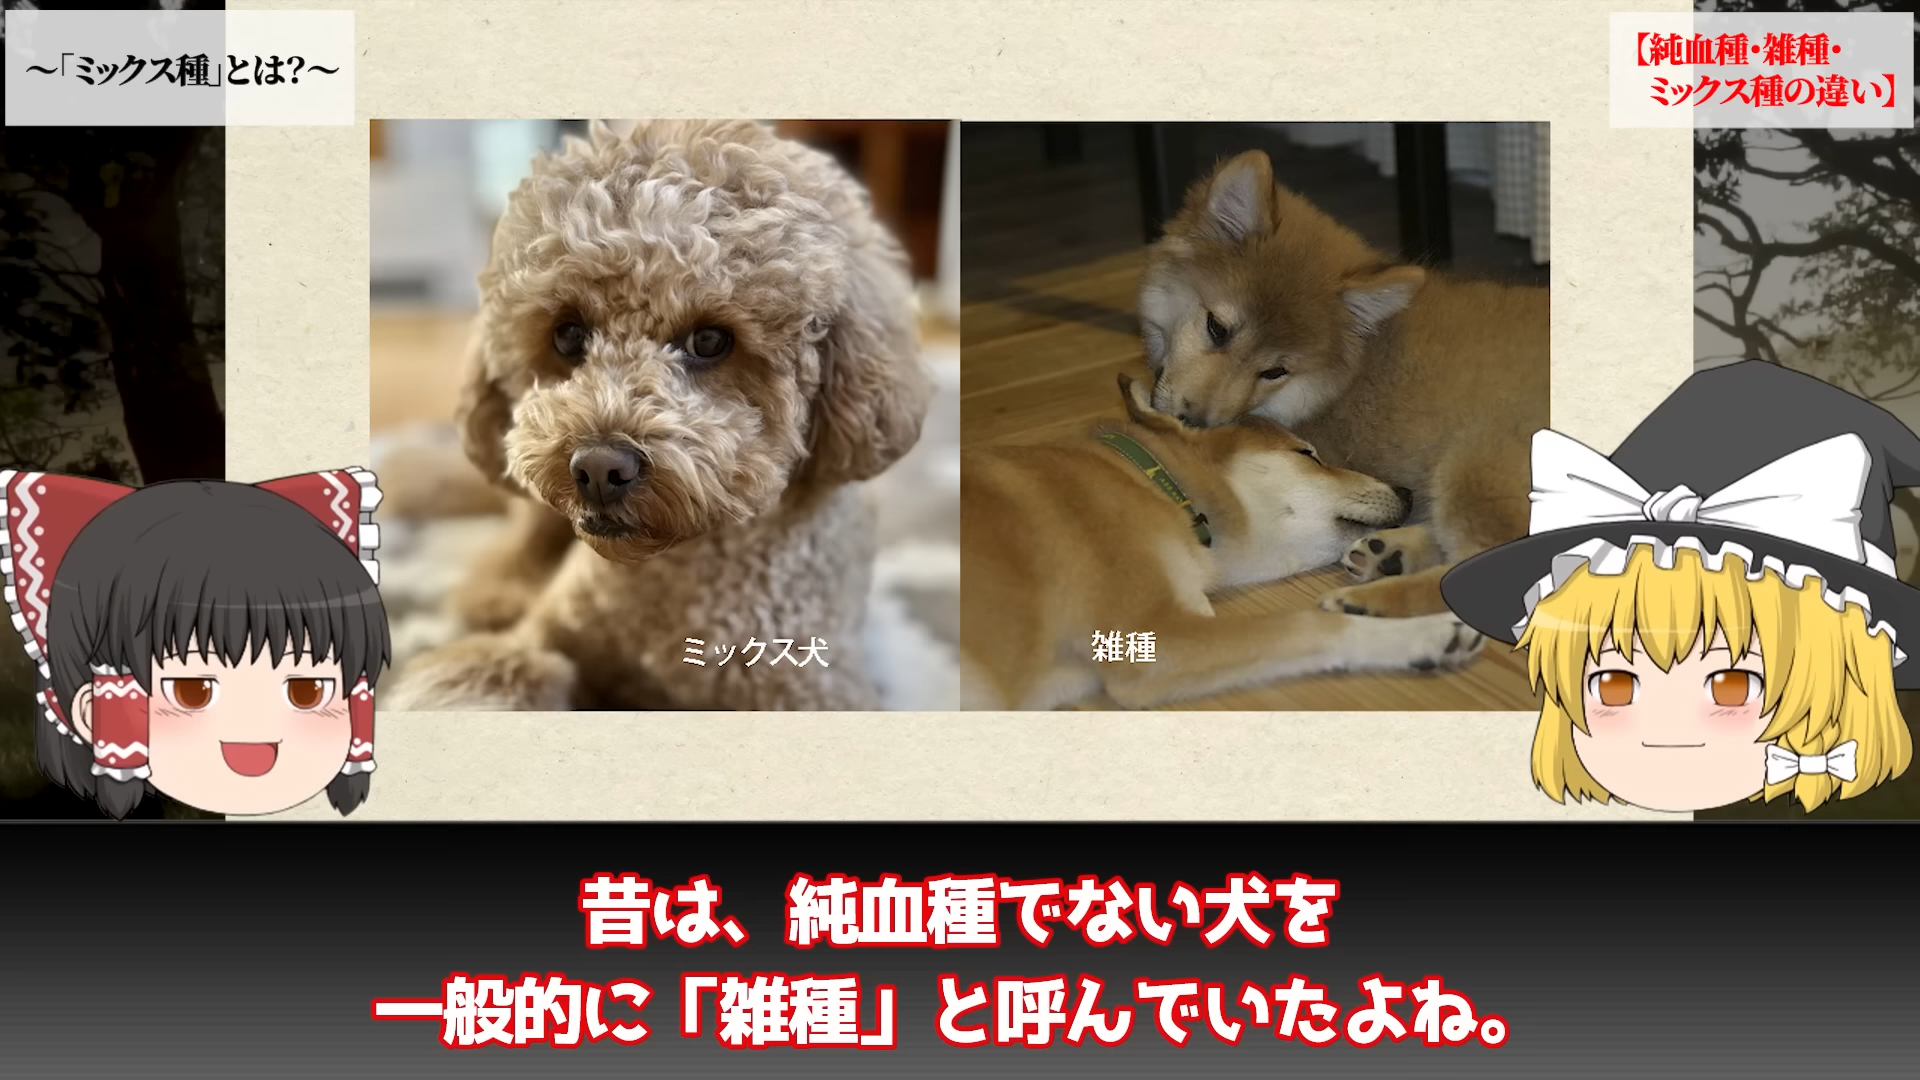 ～「ミックス種」とは？～
【純血種・雑種・
ミックス種の違い】
ミックス犬
雑種
昔は、純血種でない犬を
一般的に「雑種」と呼んでいたよね。